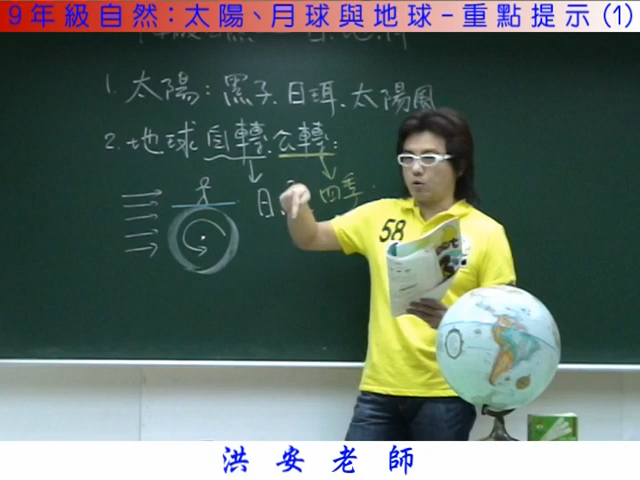 9年級自然:太陽、月球與地球-重點提示(1)
1. 太陽:黑子.日珥.太陽風
2. 地球自轉.公轉:
日
四季.
58
洪安老師